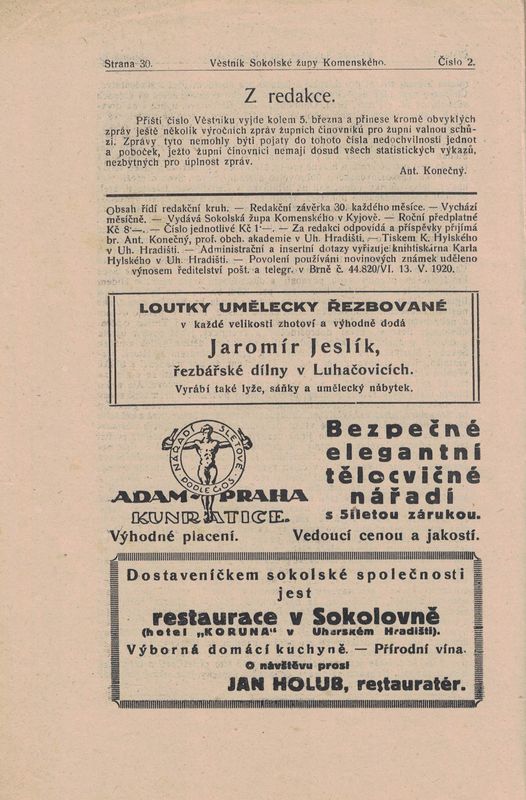 Strana 30. Věstník Sokolské župy Komenského. Číslo 2.
Z redakce.
Příští číslo Věstníku vyjde kolem 5. března a přinese kromě obvyklých
zpráv ještě několik výročních zpráv župních činovníků pro župní valnou schů-
zi. Zprávy tyto nemohly býti pojaty do tohoto čísla nedochvilností jednot
a poboček, ježto župní činovníci nemají dosud všech statistických výkazů,
nezbytných pro úplnost zpráv.
Ant. Konečný.
Obsah řídí redakční kruh. — Redakční závěrka 30. každého měsíce. — Vychází
měsíčně. — Vydává Sokolská župa Komenského v Kyjově. — Roční předplatné
Kč 8·—. — Číslo jednotlivé Kč 1·—. — Za redakci odpovídá a příspěvky přijímá
br. Ant. Konečný, prof. obch. akademie v Uh. Hradišti. — Tiskem K. Hylského
v Uh. Hradišti. — Administrační a insertní dotazy vyřizuje knihtiskárna Karla
Hylského v Uh. Hradišti. — Povolení používání novinových známek uděleno
výnosem ředitelství pošt. a telegr. v Brně č. 44.820/VI. 13. V. 1920.
LOUTKY UMĚLECKY ŘEZBOVANÉ
v každé velikosti zhotoví a výhodně dodá
Jaromír Jeslík,
řezbářské dílny v Luhačovicích.
Vyrábí také lyže, sáňky a umělecký nábytek.
NÁŘADÍ SLETOVÉ
PODLE ČOS
ADAM-PRAHA
KUNRATICE.
Bezpečné
elegantní
tělocvičné
nářadí
s 5iletou zárukou.
Výhodné placení. Vedoucí cenou a jakostí.
Dostaveníčkem sokolské společnosti
jest
restaurace v Sokolovně
(hotel „KORUNA“ v Uherském Hradišti).
Výborná domácí kuchyně. — Přírodní vína.
O návštěvu prosí
JAN HOLUB, restauratér.